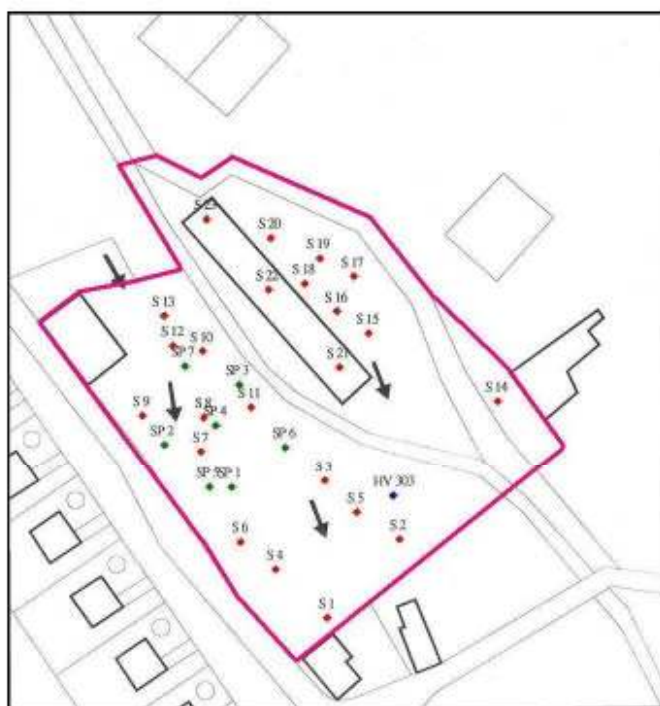 S 23
S 20
S 19
S 17
S 18
S 22
S 16
S 13
S 15
S 12
S 10
SP 7
S 21
SP 3
S 14
S 9
S 8
S 11
SP 4
SP 2
S 7
SP 6
SP 5
SP 1
S 3
HV 303
S 5
S 6
S 2
S 4
S 1